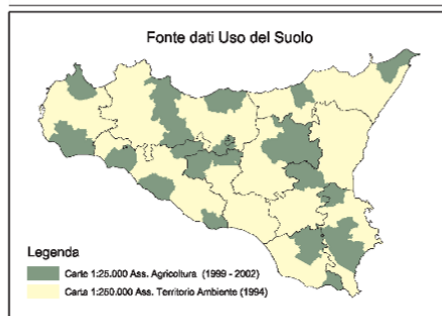 Fonte dati Uso del Suolo
Legenda
Carte 1:25.000 Ass. Agricoltura (1999 - 2002)
Carta 1:250.000 Ass. Territorio Ambiente (1994)